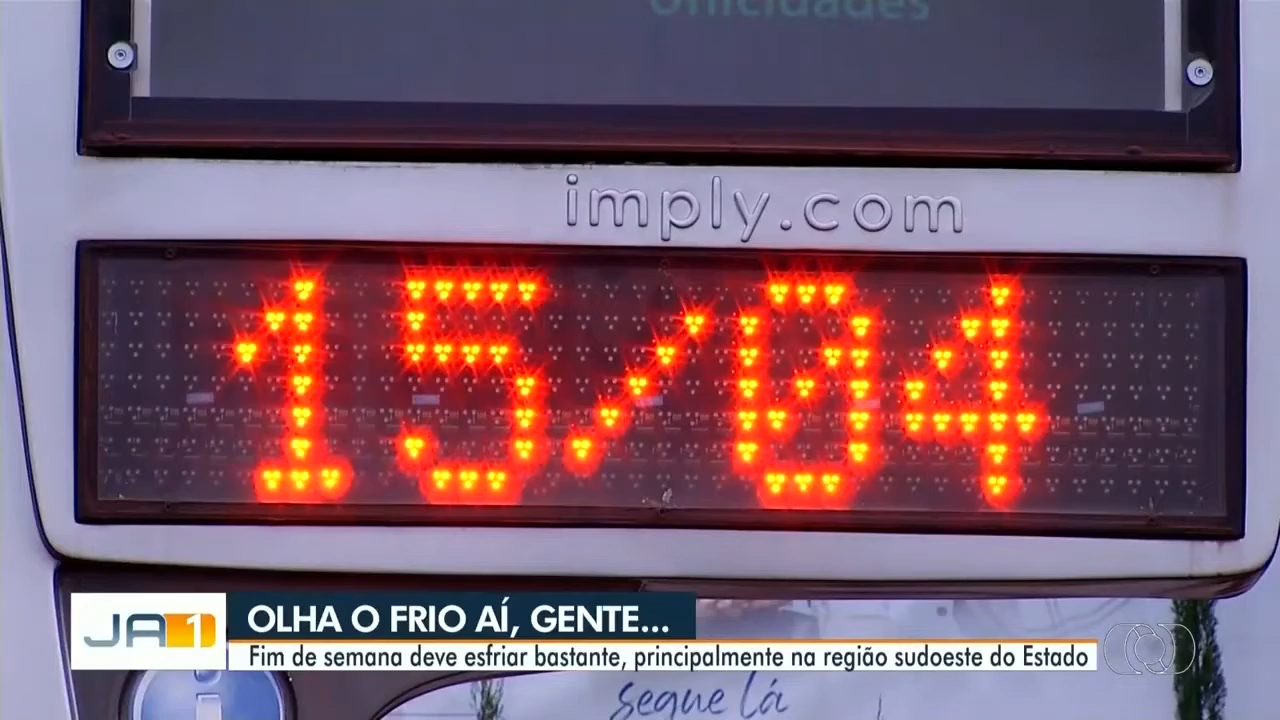 Unicidades
imply.com
15/04
JA1
OLHA O FRIO AÍ, GENTE...
Fim de semana deve esfriar bastante, principalmente na região sudoeste do Estado
i
segue lá